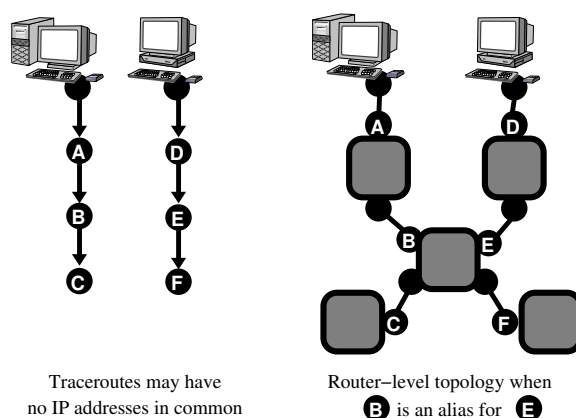 A
D
B
E
C
F
A
D
B
E
C
F
Traceroutes may have
no IP addresses in common
Router−level topology when
B is an alias for E